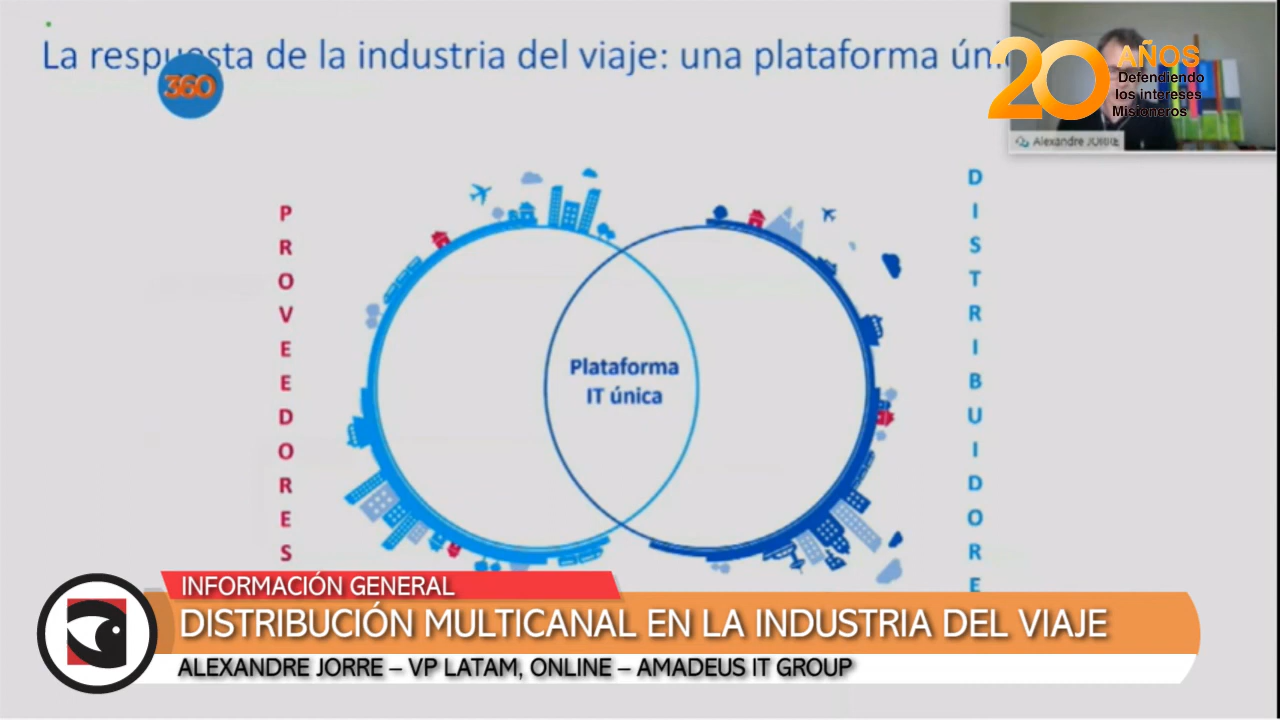 La respuesta de la industria del viaje: una plataforma
360
20 AÑOS
Defendiendo
los intereses
Misioneros
Alexandre JORRE
PROVEEDORES
DISTRIBUIDORE
Plataforma
IT única
INFORMACIÓN GENERAL
DISTRIBUCIÓN MULTICANAL EN LA INDUSTRIA DEL VIAJE
ALEXANDRE JORRE – VP LATAM, ONLINE – AMADEUS IT GROUP